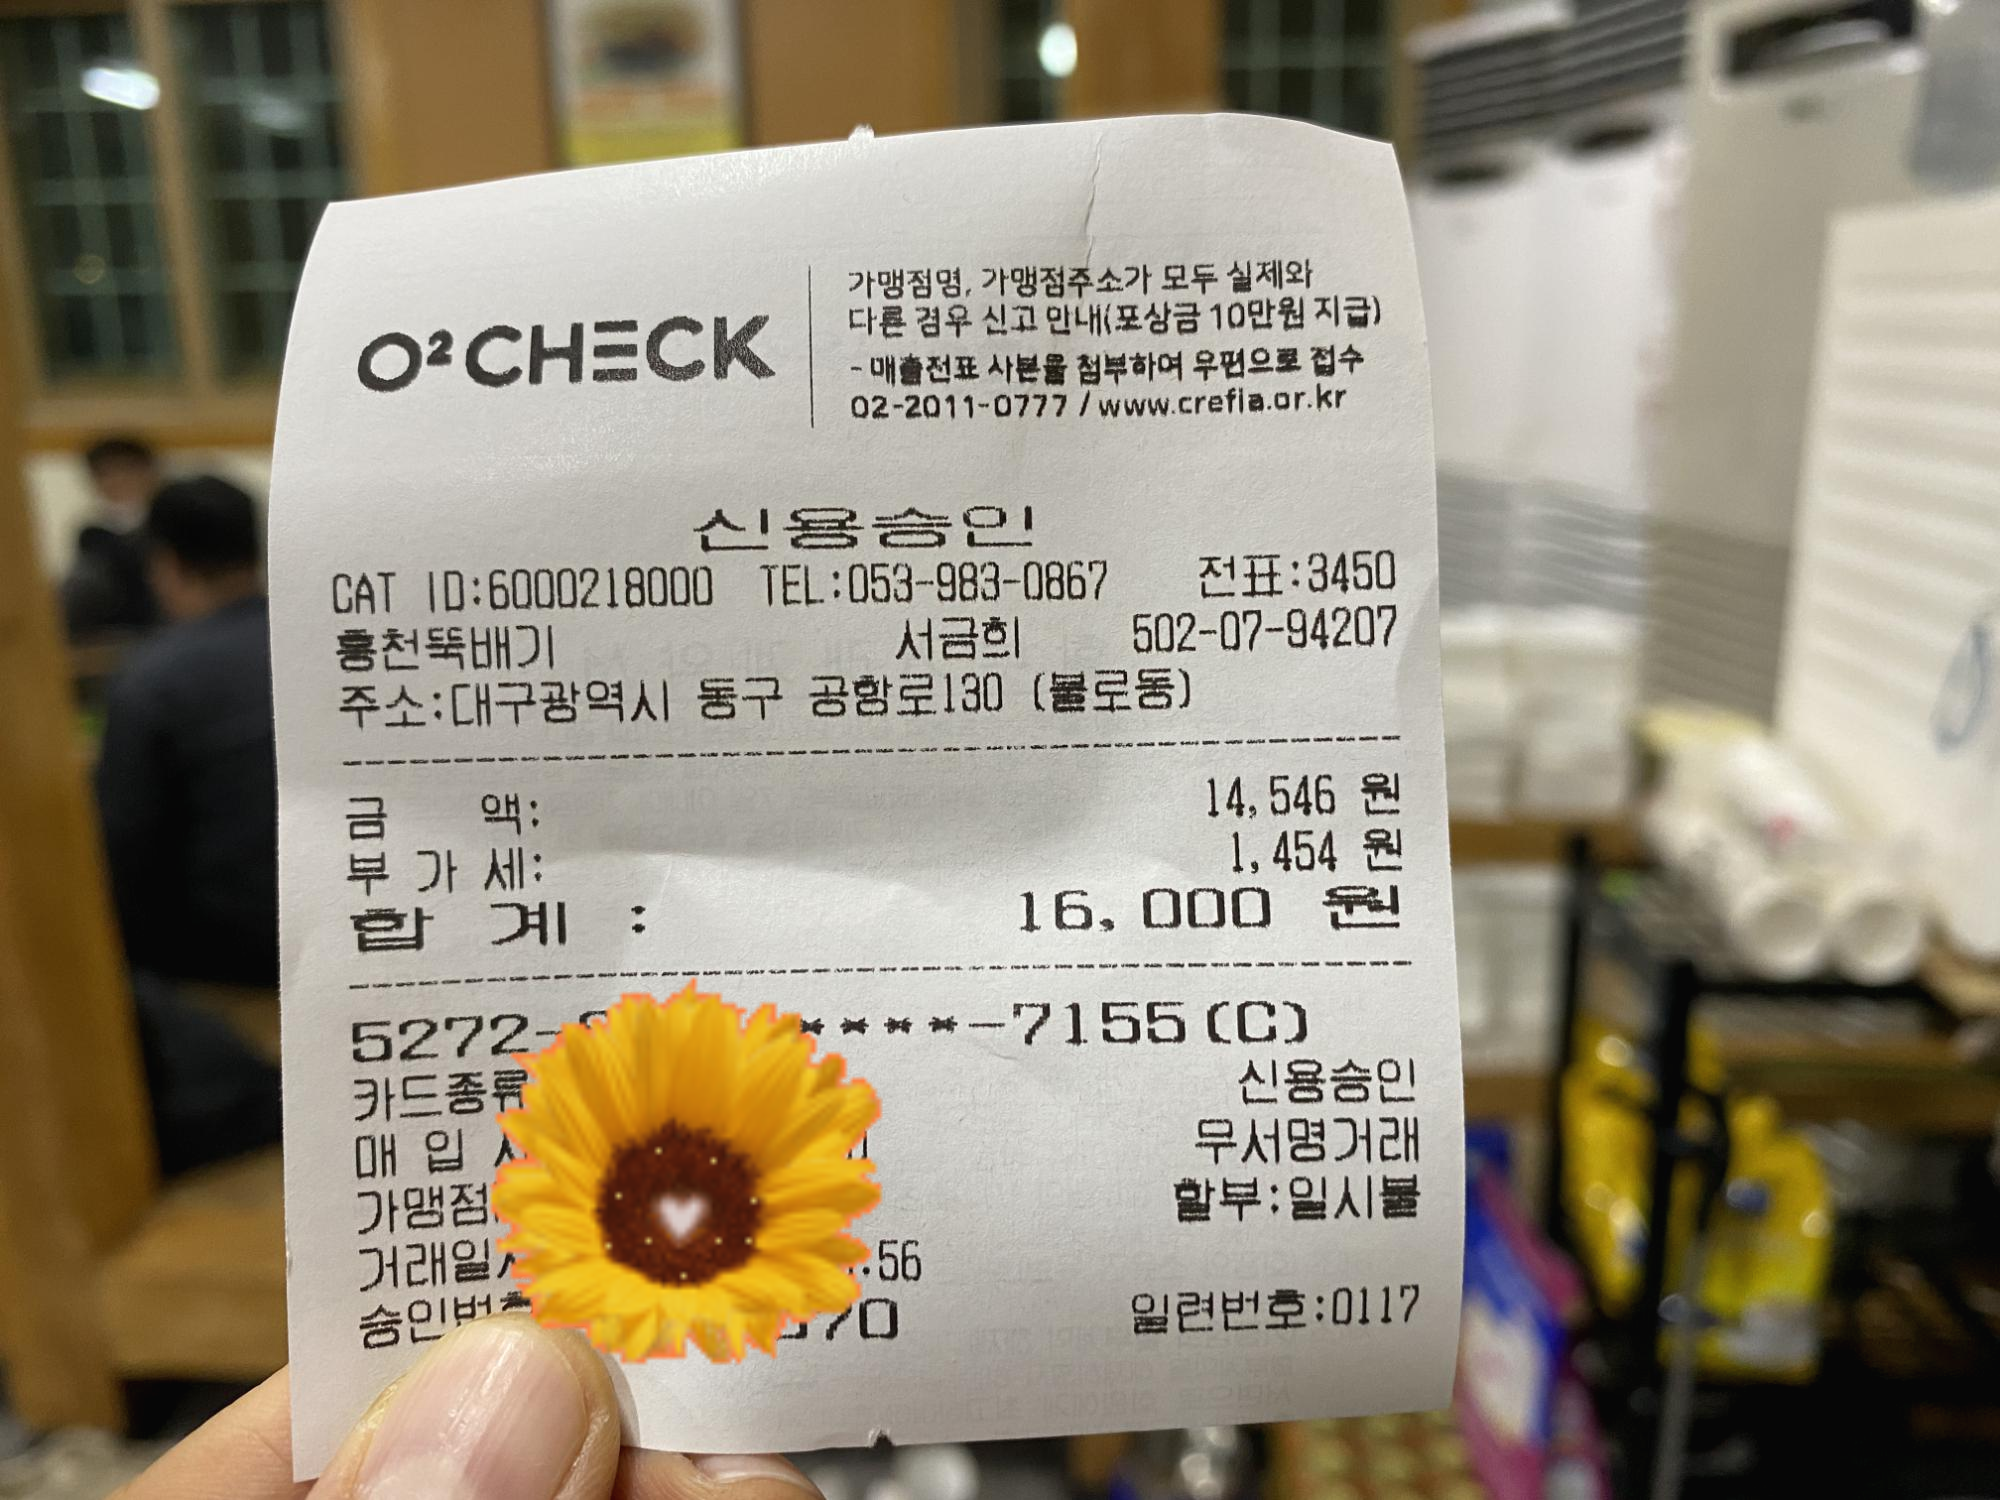 O²CHECK
가맹점명, 가맹점주소가 모두 실제와
다른 경우 신고 안내(포상금 10만원 지급)
- 매출전표 사본을 첨부하여 우편으로 접수
02-2011-0777 / www.crefia.or.kr
신용승인
CAT ID:6000218000 TEL:053-983-0867 전표:3450
홍천뚝배기 서금희 502-07-94207
주소:대구광역시 동구 공항로130 (불로동)
금 액: 14,546 원
부 가 세: 1,454 원
합 계 : 16,000 원
5272- ****-7155(C)
카드종류 신용승인
매 입 무서명거래
가맹점 할부:일시불
거래일 :56
승인번호 70 일련번호:0117